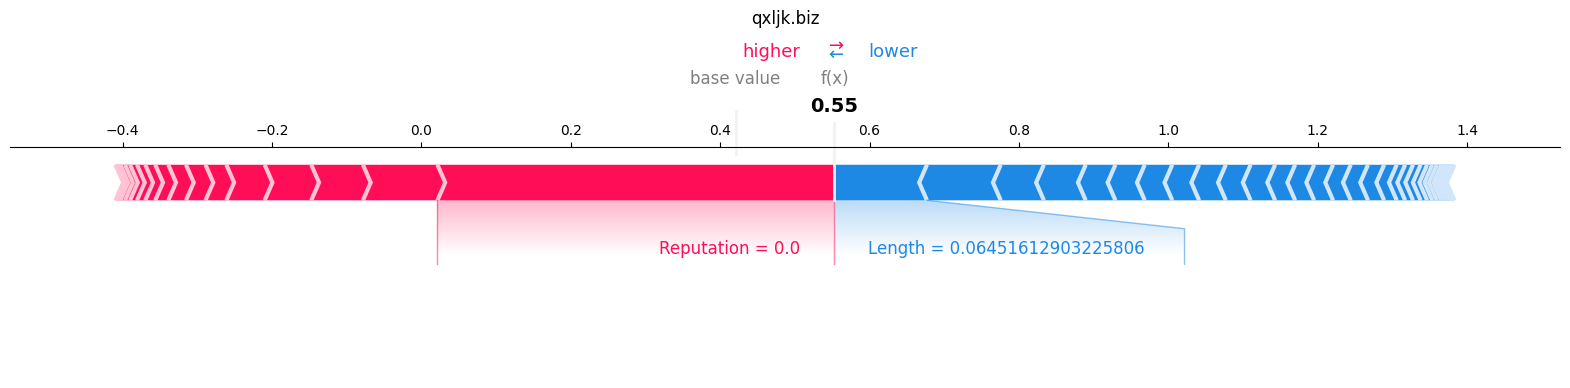 qxljk.biz
higher → ← lower
base value f(x)
0.55
−0.4 −0.2 0.0 0.2 0.4 0.6 0.8 1.0 1.2 1.4
Reputation = 0.0 Length = 0.06451612903225806